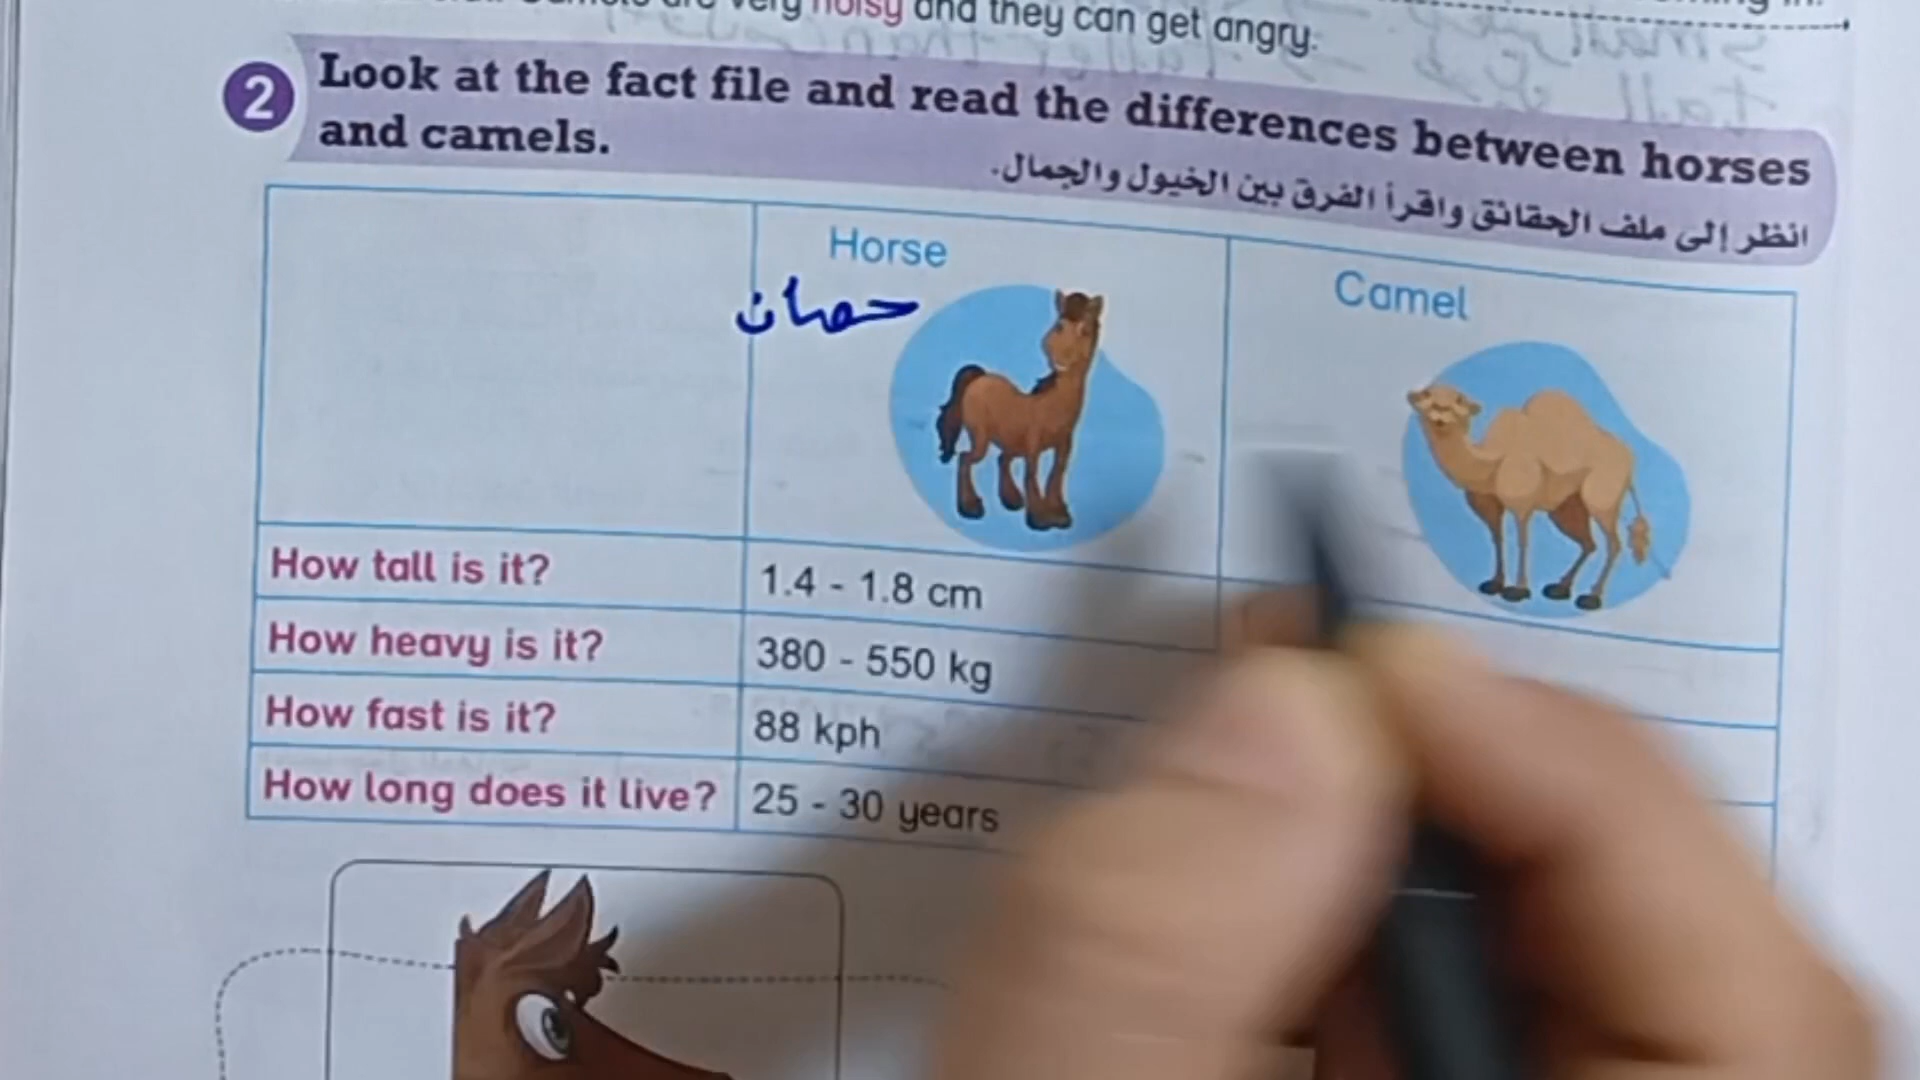 noisy and they can get angry.
2 Look at the fact file and read the differences between horses
and camels.
انظر إلى ملف الحقائق واقرأ الفرق بين الخيول والجمال.
Horse
Camel
حصان
How tall is it? 1.4 - 1.8 cm
How heavy is it? 380 - 550 kg
How fast is it? 88 kph
How long does it live? 25 - 30 years